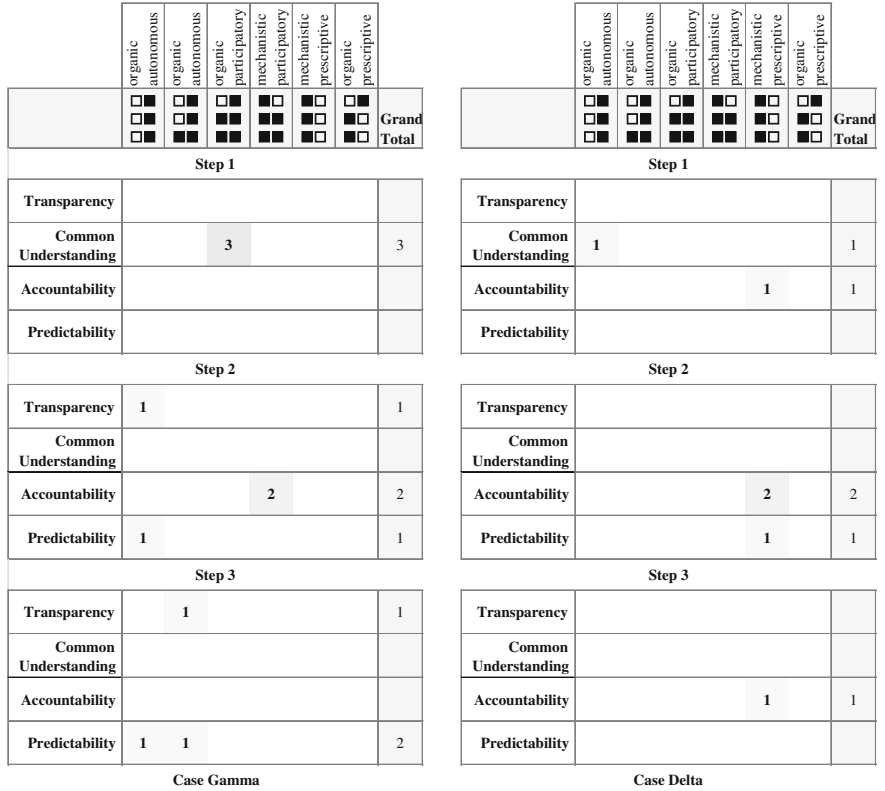 organic autonomous
organic autonomous
organic participatory
mechanistic participatory
mechanistic prescriptive
organic prescriptive
Grand
Total
Step 1
Transparency
Common
Understanding 3 3
Accountability
Predictability
Step 2
Transparency 1 1
Common
Understanding
Accountability 2 2
Predictability 1 1
Step 3
Transparency 1 1
Common
Understanding
Accountability
Predictability 1 1 2
Case Gamma
organic autonomous
organic autonomous
organic participatory
mechanistic participatory
mechanistic prescriptive
organic prescriptive
Grand
Total
Step 1
Transparency
Common
Understanding 1 1
Accountability 1 1
Predictability
Step 2
Transparency
Common
Understanding
Accountability 2 2
Predictability 1 1
Step 3
Transparency
Common
Understanding
Accountability 1 1
Predictability
Case Delta